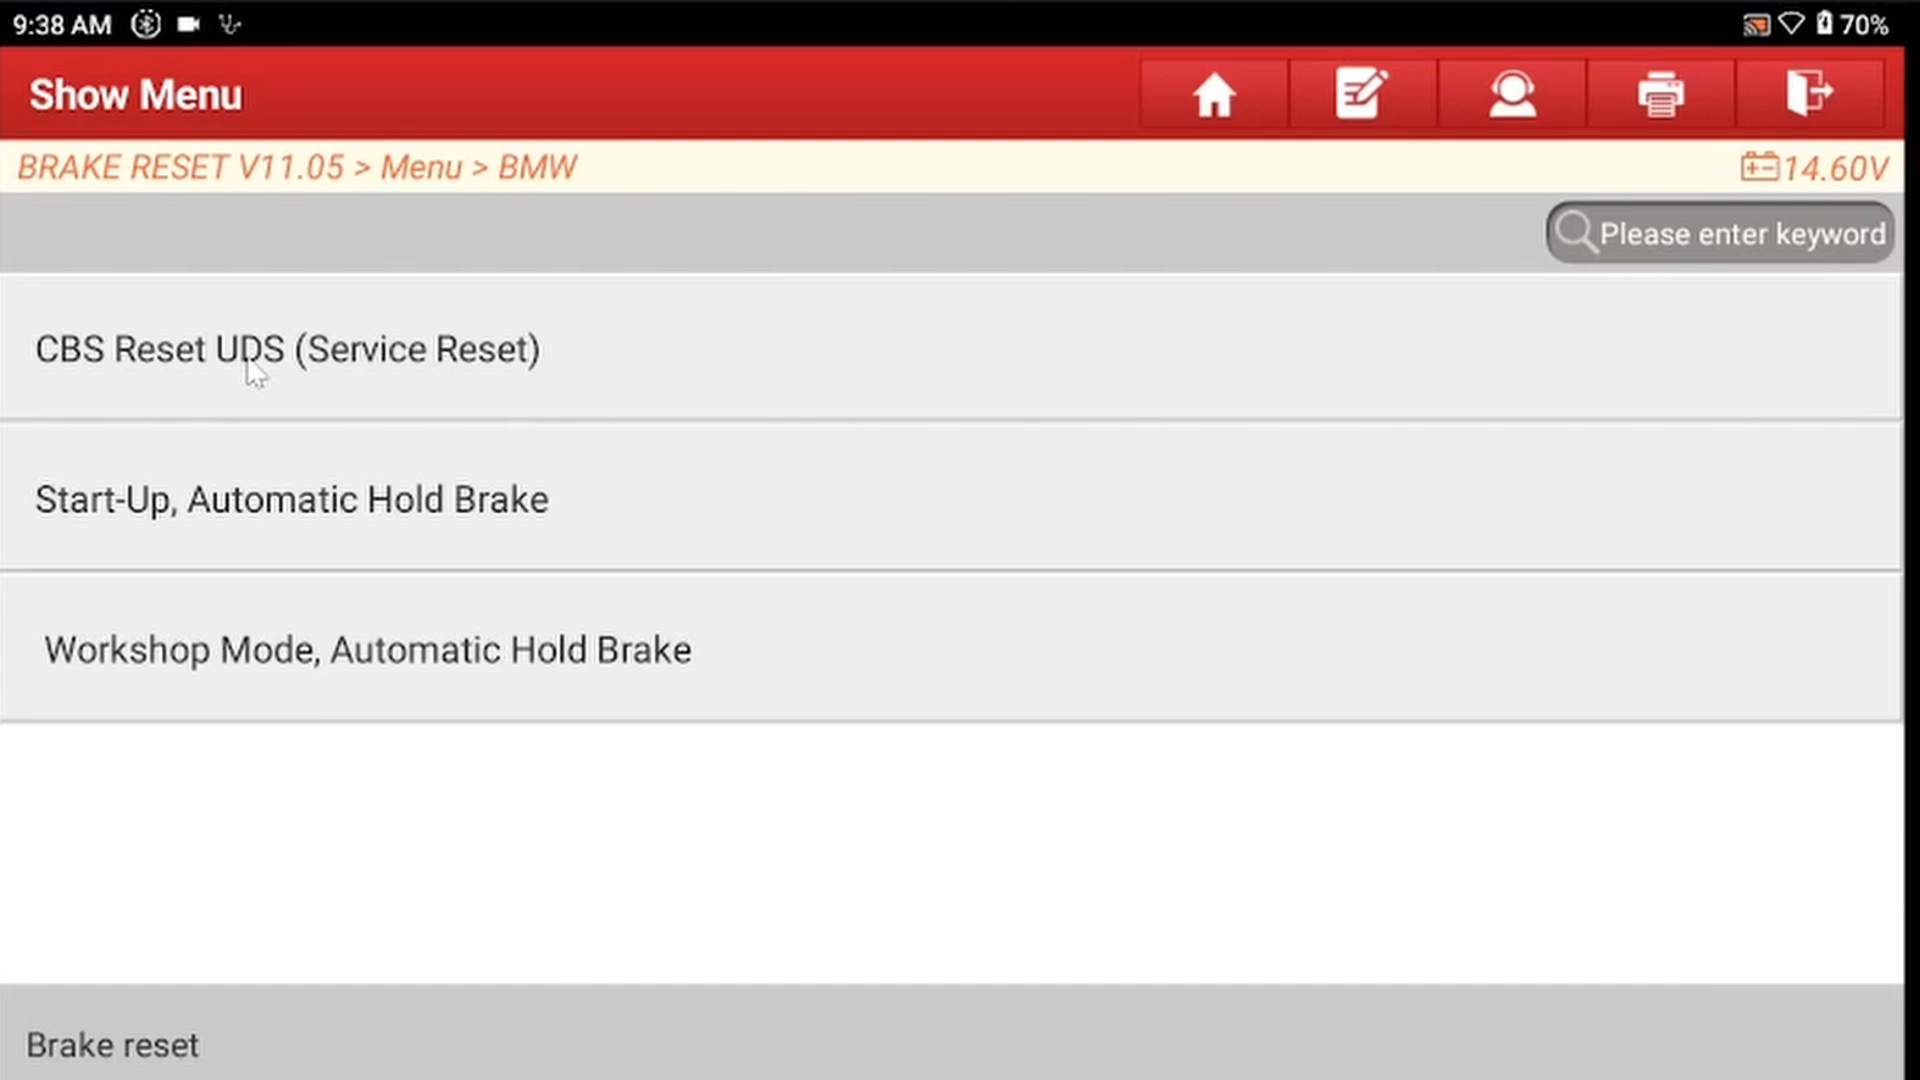 9:38 AM
70%
Show Menu
BRAKE RESET V11.05 > Menu > BMW
14.60V
Please enter keyword
CBS Reset UDS (Service Reset)
Start-Up, Automatic Hold Brake
Workshop Mode, Automatic Hold Brake
Brake reset